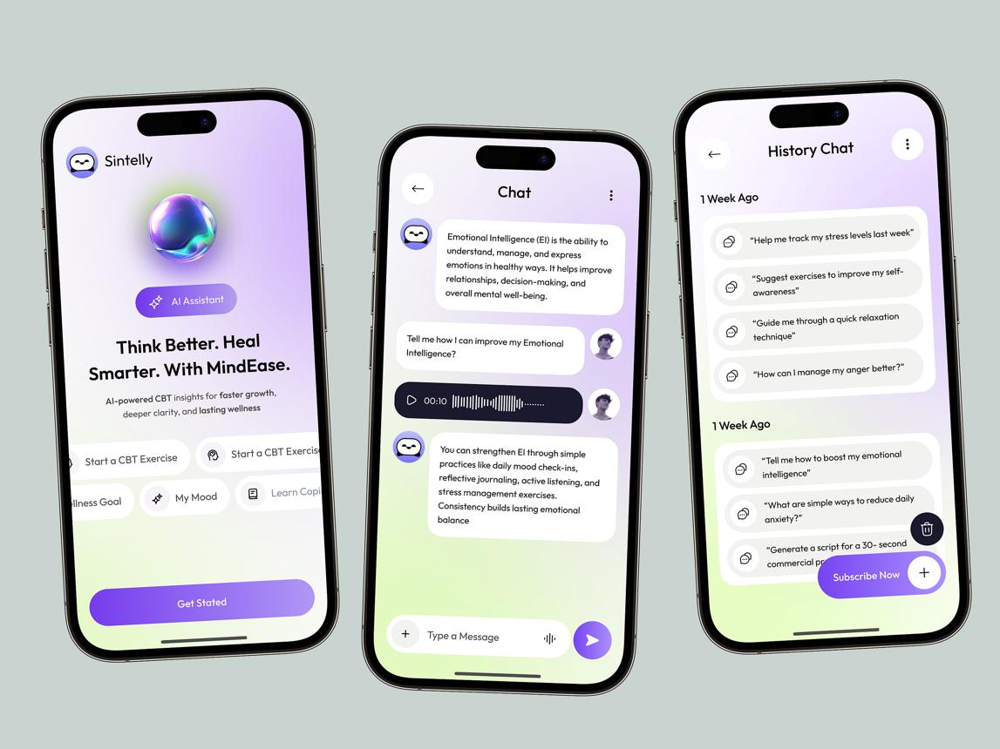 Sintelly
AI Assistant
Think Better. Heal
Smarter. With MindEase.
AI-powered CBT insights for faster growth,
deeper clarity, and lasting wellness
Start a CBT Exercise
Start a CBT Exercise
ellness Goal
My Mood
Learn Copi
Get Stated
Chat
Emotional Intelligence (EI) is the ability to
understand, manage, and express
emotions in healthy ways. It helps improve
relationships, decision-making, and
overall mental well-being.
Tell me how I can improve my Emotional
Intelligence?
00:10
You can strengthen EI through simple
practices like daily mood check-ins,
reflective journaling, active listening, and
stress management exercises.
Consistency builds lasting emotional
balance
Type a Message
History Chat
1 Week Ago
“Help me track my stress levels last week”
“Suggest exercises to improve my self-
awareness”
“Guide me through a quick relaxation
technique”
“How can I manage my anger better?”
1 Week Ago
“Tell me how to boost my emotional
intelligence”
“What are simple ways to reduce daily
anxiety?”
“Generate a script for a 30- second
commercial pr
Subscribe Now